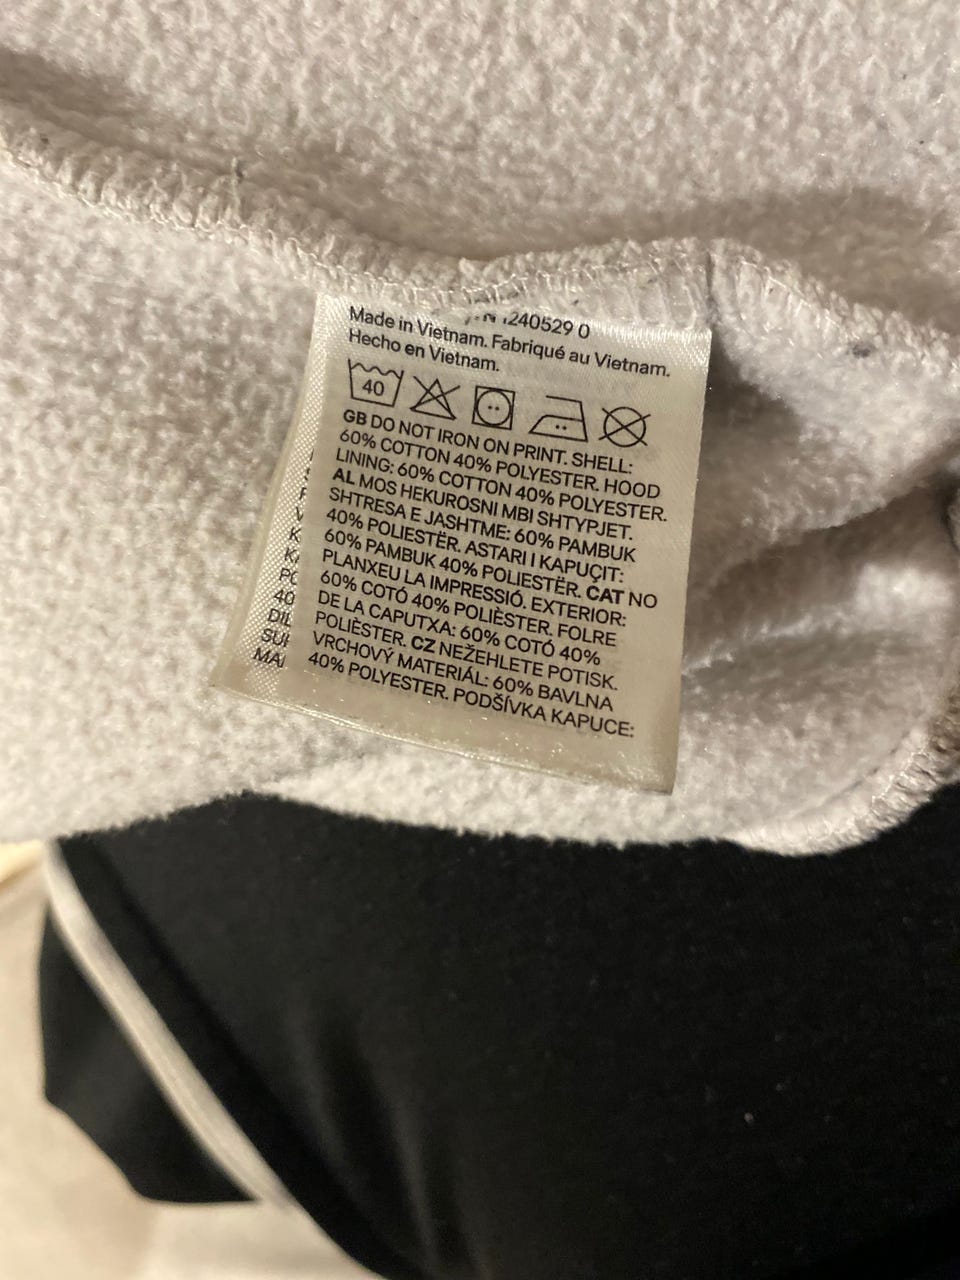 240529 0
Made in Vietnam. Fabriqué au Vietnam.
Hecho en Vietnam.
40
GB DO NOT IRON ON PRINT. SHELL:
60% COTTON 40% POLYESTER. HOOD
LINING: 60% COTTON 40% POLYESTER.
AL MOS HEKUROSNI MBI SHTYPJET.
SHTRESA E JASHTME: 60% PAMBUK
40% POLIESTËR. ASTARI I KAPUÇIT:
60% PAMBUK 40% POLIESTËR. CAT NO
PLANXEU LA IMPRESSIÓ. EXTERIOR:
60% COTÓ 40% POLIÈSTER. FOLRE
DE LA CAPUTXA: 60% COTÓ 40%
POLIÈSTER. CZ NEŽEHLETE POTISK.
VRCHOVÝ MATERIÁL: 60% BAVLNA
40% POLYESTER. PODŠÍVKA KAPUCE:
40